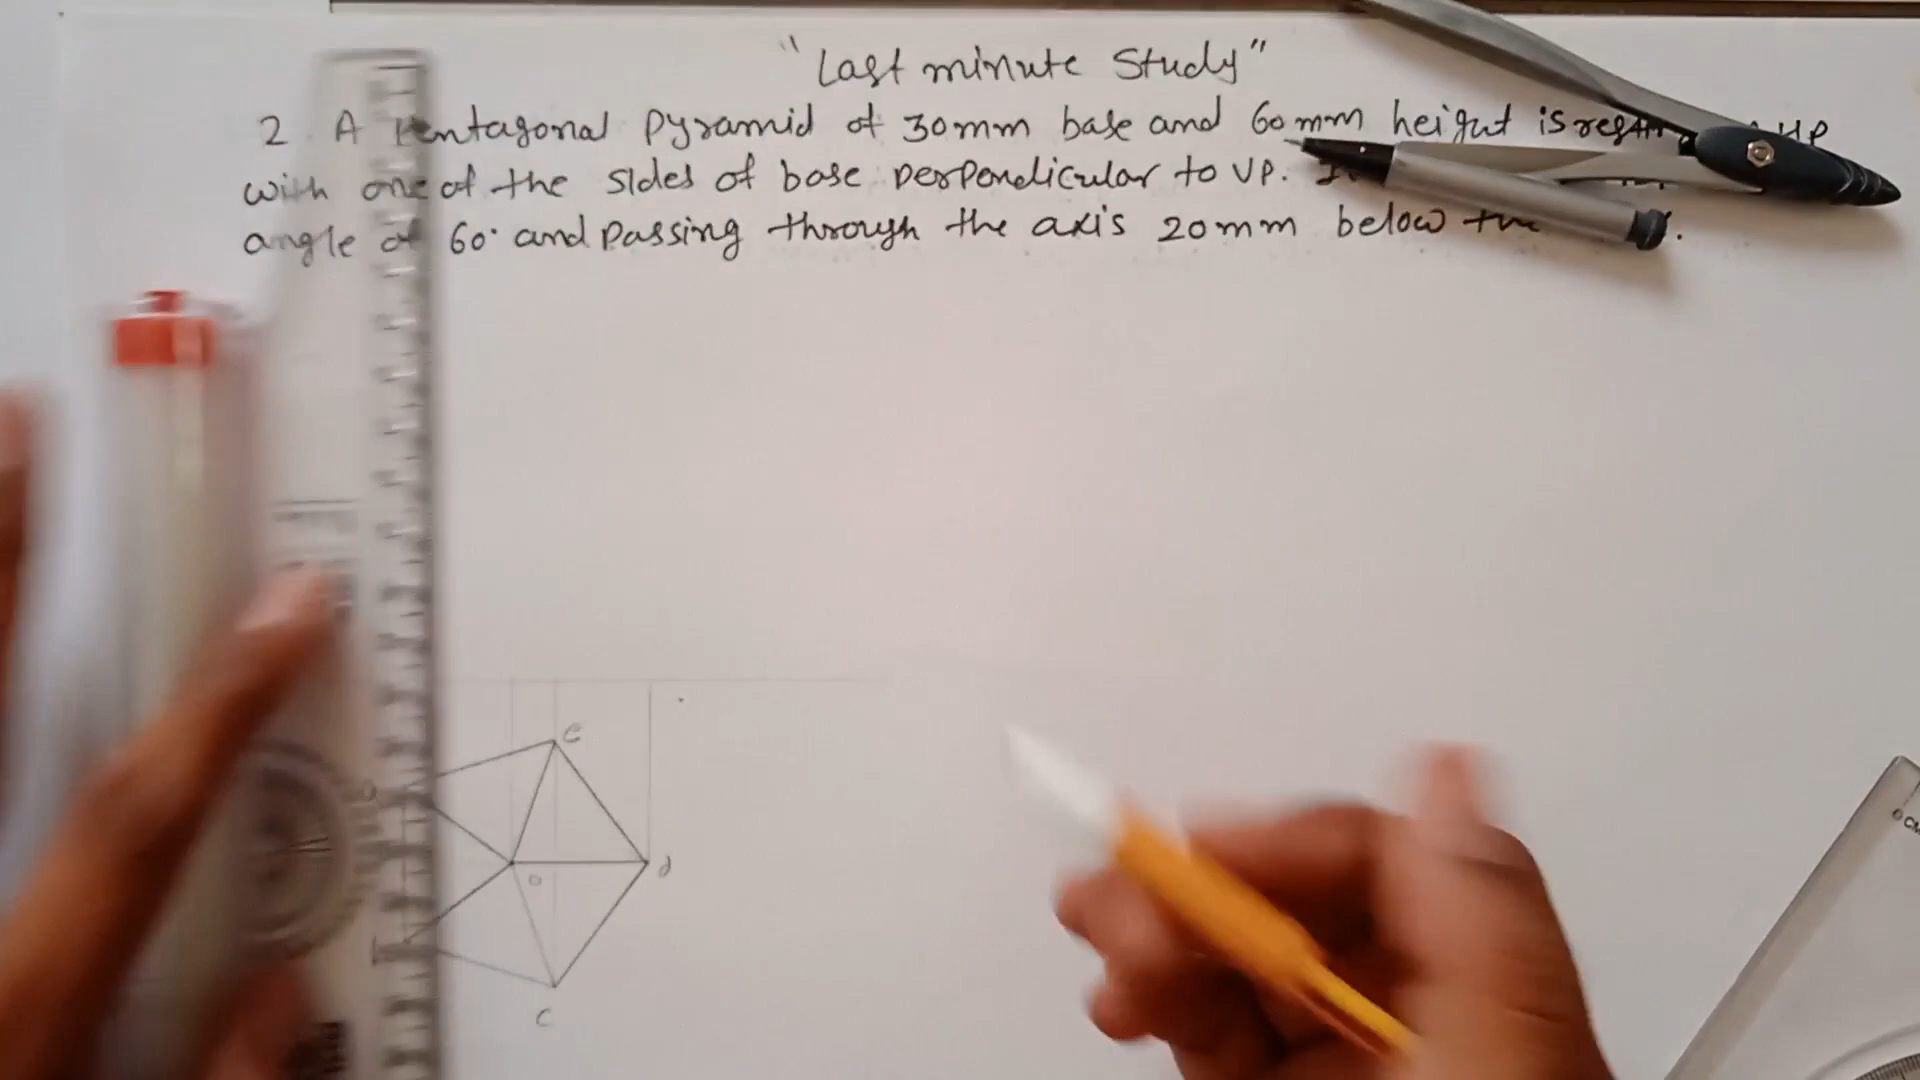 "Last minute Study"
2 A Pentagonal Pyramid of 30mm base and 60mm height is HP
with one of the sides of base perpendicular to VP.
angle of 60° and Passing through the axis 20mm below the
e
o
d
c